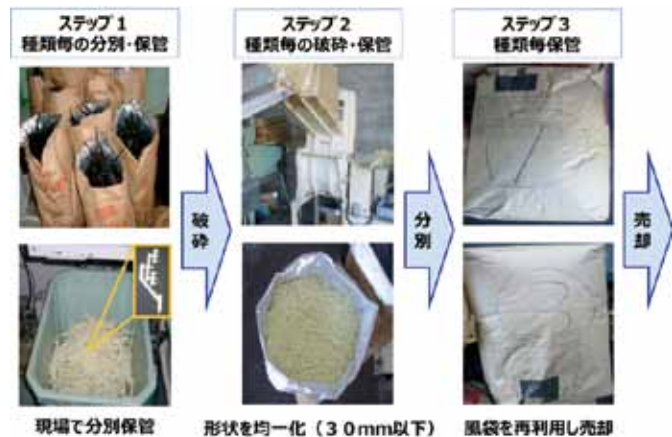 ステップ1
種類毎の分別・保管
ステップ2
種類毎の破砕・保管
ステップ3
種類毎保管
破砕
分別
売却
現場で分別保管
形状を均一化（３０mm以下）
風袋を再利用し売却